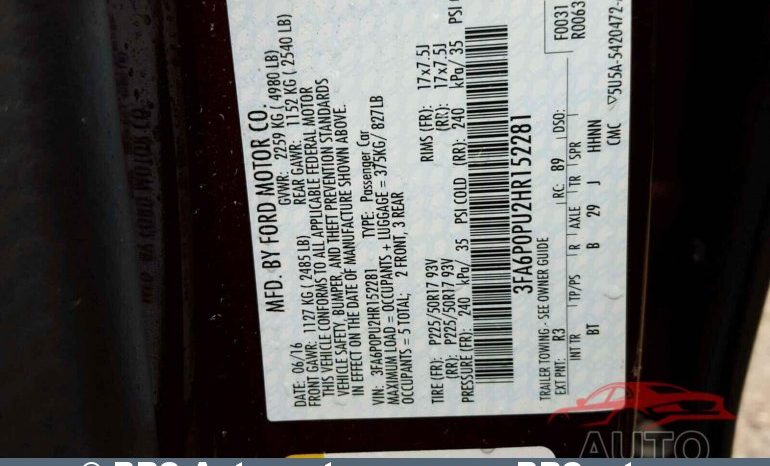 MFD. BY FORD MOTOR CO.
DATE: 06/16 GVWR: 2259 KG ( 4980 LB)
FRONT GAWR: 1127 KG ( 2485 LB) REAR GAWR: 1152 KG ( 2540 LB)
THIS VEHICLE CONFORMS TO ALL APPLICABLE FEDERAL MOTOR
VEHICLE SAFETY, BUMPER, AND THEFT PREVENTION STANDARDS
IN EFFECT ON THE DATE OF MANUFACTURE SHOWN ABOVE.
VIN: 3FA6P0PU2HR152281 TYPE: Passenger Car
MAXIMUM LOAD = OCCUPANTS + LUGGAGE = 375KG/ 827LB
OCCUPANTS = 5 TOTAL; 2 FRONT, 3 REAR
TIRE (FR): P225/50R17 93V RIMS (FR): 17x7.5J
(RR): P225/50R17 93V (RR): 17x7.5J
PRESSURE (FR): 240 kPa/ 35 PSI COLD (RR): 240 kPa/ 35 PSI
3FA6P0PU2HR152281
TRAILER TOWING - SEE OWNER GUIDE F0031
EXT PNT: R3 RC: 89 DSO: R0063
INT TR TP/PS R AXLE TR SPR
BT B 29 J HHNNN
CMC ▽5U5A-5420472-
AUTO